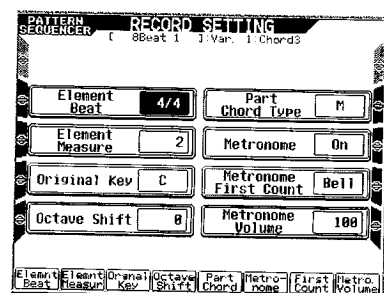 PATTERN SEQUENCER RECORD SETTING
[ 8Beat 1 ]:Var. 1:Chord3
Element Beat 4/4
Part Chord Type M
Element Measure 2
Metronome On
Original Key C
Metronome First Count Bell
Octave Shift 0
Metronome Volume 100
Elemnt Beat Elemnt Measur Orgnal Key Octave Shift Part Chord Metro- nome First Count Metro. Volume